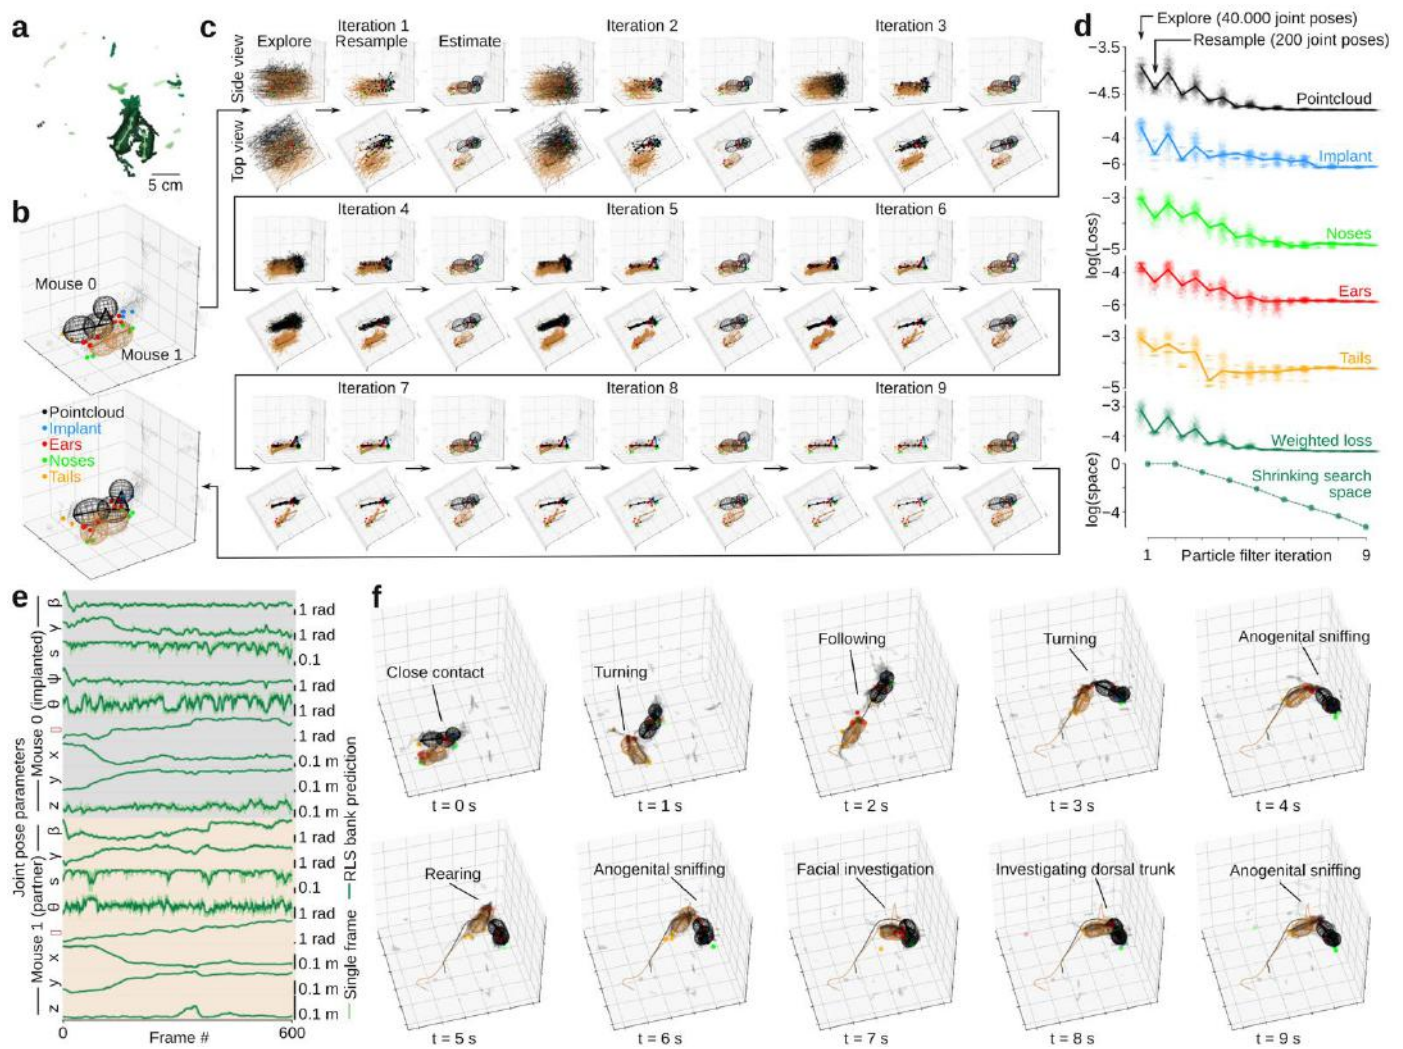 a
5 cm
b
Mouse 0
Mouse 1
Pointcloud
Implant
Ears
Noses
Tails
c
Iteration 1
Iteration 2
Iteration 3
Explore
Resample
Estimate
Side view
Top view
Iteration 4
Iteration 5
Iteration 6
Iteration 7
Iteration 8
Iteration 9
d
Explore (40.000 joint poses)
Resample (200 joint poses)
−3.5
−4.5
Pointcloud
−4
−6
Implant
−3
−5
Noses
log(Loss)
−4
−6
Ears
−3
−5
Tails
−3
−4
Weighted loss
0
−4
log(space)
Shrinking search
space
1
Particle filter iteration
9
e
Joint pose parameters
Mouse 0 (implanted)
β
γ
s
ψ
θ
x
y
z
1 rad
1 rad
0.1
1 rad
1 rad
1 rad
0.1 m
0.1 m
0.1 m
Mouse 1 (partner)
β
γ
s
θ
x
y
z
1 rad
1 rad
0.1
1 rad
1 rad
0.1 m
0.1 m
0.1 m
0
Frame #
600
RLS bank prediction
Single frame
f
Close contact
t = 0 s
Turning
t = 1 s
Following
t = 2 s
Turning
t = 3 s
Anogenital sniffing
t = 4 s
Rearing
t = 5 s
Anogenital sniffing
t = 6 s
Facial investigation
t = 7 s
Investigating dorsal trunk
t = 8 s
Anogenital sniffing
t = 9 s